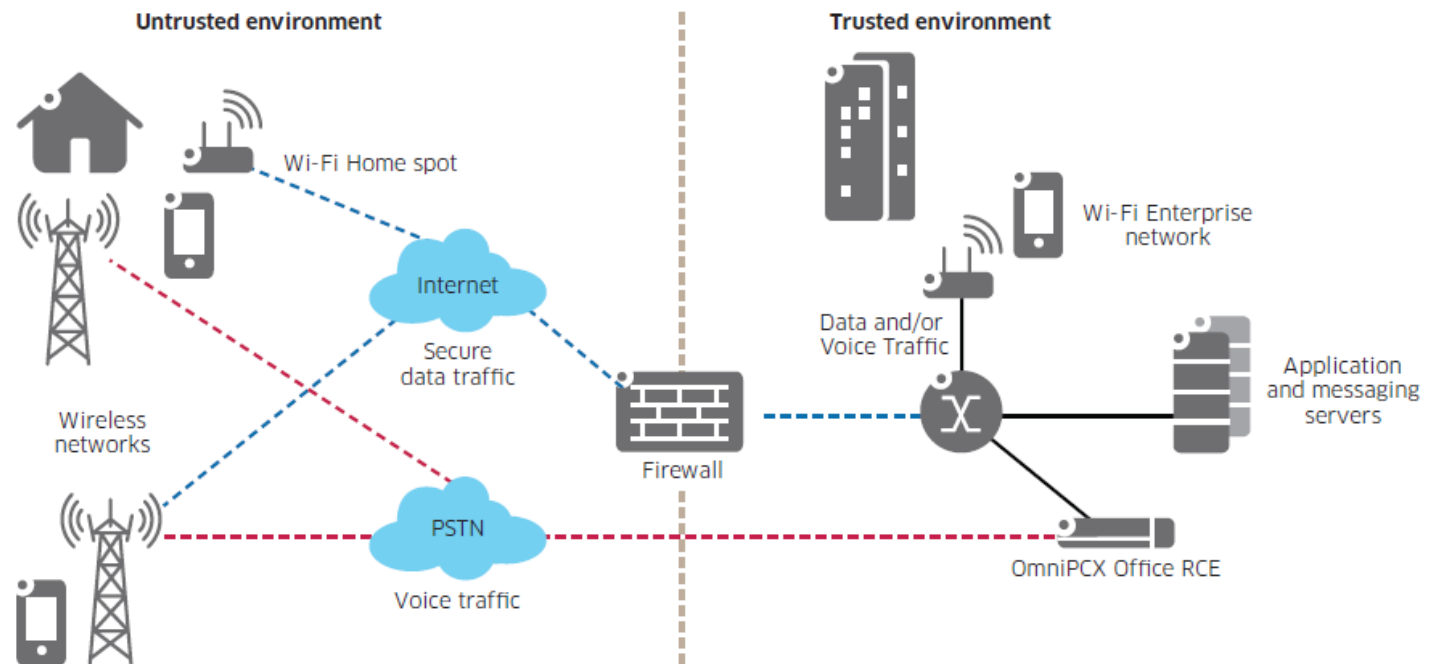 Untrusted environment
Trusted environment
Wi-Fi Home spot
Wi-Fi Enterprise
network
Internet
Data and/or
Voice Traffic
Secure
data traffic
Application
and messaging
servers
Wireless
networks
Firewall
PSTN
OmniPCX Office RCE
Voice traffic